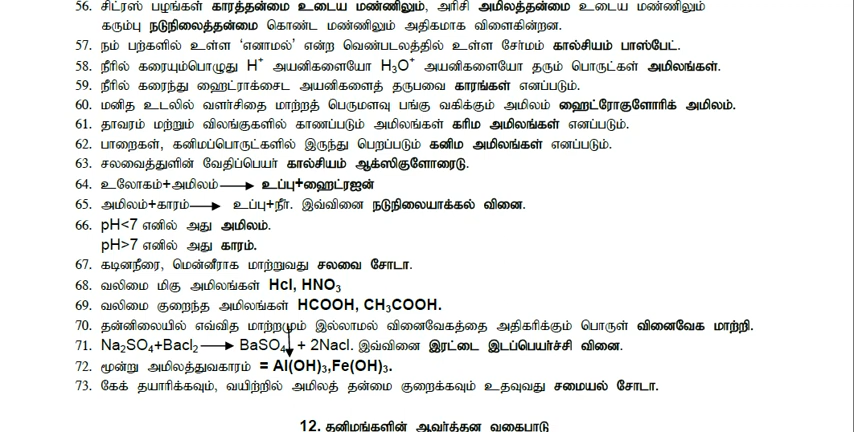 56. சிட்ரஸ் பழங்கள் காரத்தன்மை உடைய மண்ணிலும், அரிசி அமிலத்தன்மை உடைய மண்ணிலும்
கரும்பு நடுநிலைத்தன்மை கொண்ட மண்ணிலும் அதிகமாக விளைகின்றன.
57. நம் பற்களில் உள்ள ‘எனாமல்’ என்ற வெண்படலத்தில் உள்ள சேர்மம் கால்சியம் பாஸ்பேட்.
58. நீரில் கரையும்பொழுது H⁺ அயனிகளையோ H₃O⁺ அயனிகளையோ தரும் பொருட்கள் அமிலங்கள்.
59. நீரில் கரைந்து ஹைட்ராக்சைட அயனிகளைத் தருபவை காரங்கள் எனப்படும்.
60. மனித உடலில் வளர்சிதை மாற்றத் பெருமளவு பங்கு வகிக்கும் அமிலம் ஹைட்ரோகுளோரிக் அமிலம்.
61. தாவரம் மற்றும் விலங்குகளில் காணப்படும் அமிலங்கள் கரிம அமிலங்கள் எனப்படும்.
62. பாறைகள், கனிமப்பொருட்களில் இருந்து பெறப்படும் கனிம அமிலங்கள் எனப்படும்.
63. சலவைத்துளின் வேதிப்பெயர் கால்சியம் ஆக்ஸிகுளோரைடு.
64. உலோகம்+அமிலம் ⟶ உப்பு+ஹைட்ரஜன்
65. அமிலம்+காரம் ⟶ உப்பு+நீர். இவ்வினை நடுநிலையாக்கல் வினை.
66. pH<7 எனில் அது அமிலம்.
pH>7 எனில் அது காரம்.
67. கடினநீரை, மென்னீராக மாற்றுவது சலவை சோடா.
68. வலிமை மிகு அமிலங்கள் Hcl, HNO₃
69. வலிமை குறைந்த அமிலங்கள் HCOOH, CH₃COOH.
70. தன்னிலையில் எவ்வித மாற்றமும் இல்லாமல் வினைவேகத்தை அதிகரிக்கும் பொருள் வினைவேக மாற்றி.
71. Na₂SO₄+Bacl₂ ⟶ BaSO₄↓ + 2Nacl. இவ்வினை இரட்டை இடப்பெயர்ச்சி வினை.
72. மூன்று அமிலத்துவகாரம் = Al(OH)₃,Fe(OH)₃.
73. கேக் தயாரிக்கவும், வயிற்றில் அமிலத் தன்மை குறைக்கவும் உதவுவது சமையல் சோடா.
12. தனிமங்களின் ஆவர்த்தன வகைபாடு